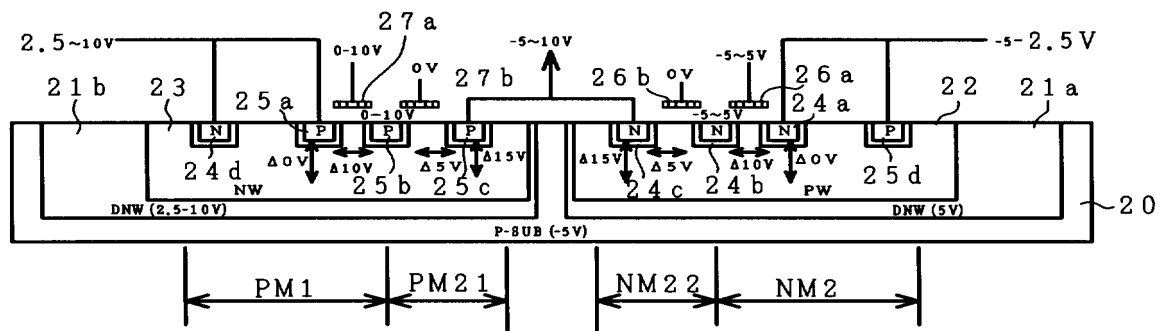 27a
2.5~10V
0-10V
0V
-5~10V
27b
26b
0V
-5~5V
-5--2.5V
26a
21b
23
25a
24a
22
21a
N
P
0-10V
P
P
N
-5~5V
N
N
P
24d
Δ0V
Δ10V
25b
Δ5V
25c
Δ15V
Δ15V
Δ5V
24c
24b
Δ10V
Δ0V
25d
NW
PW
DNW (2.5-10V)
DNW (5V)
20
P-SUB (-5V)
PM1
PM21
NM22
NM2